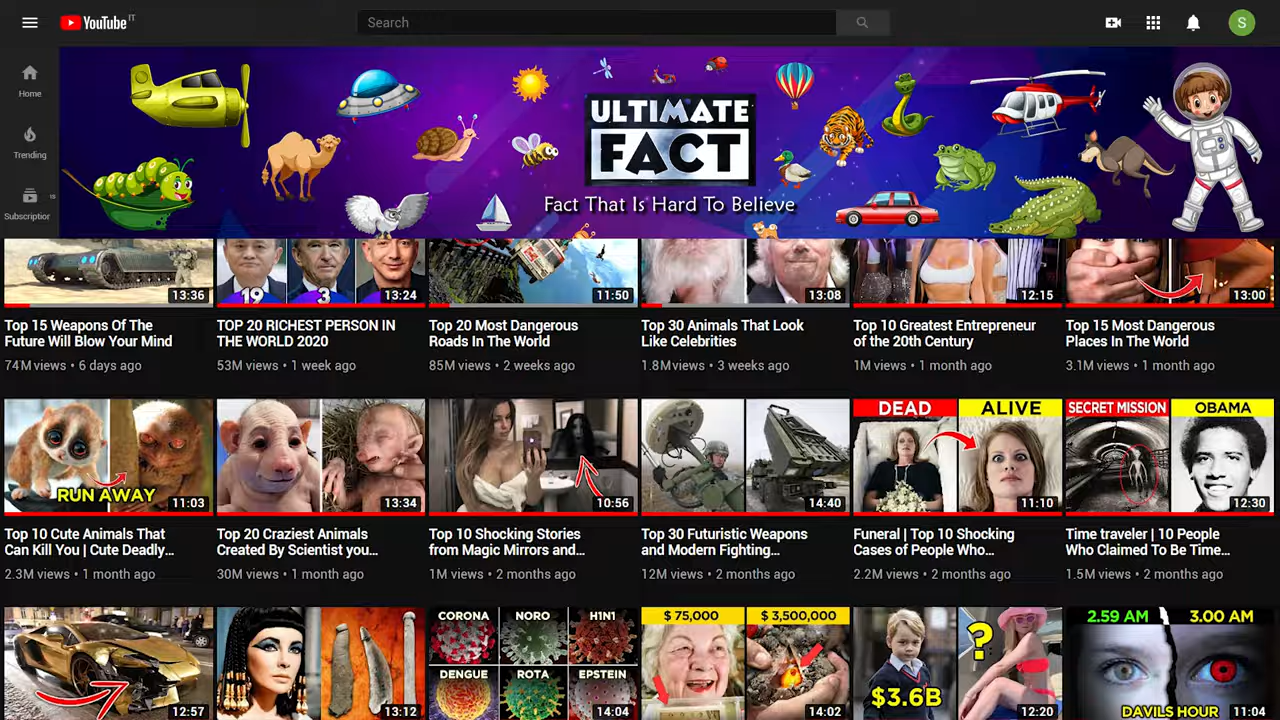 YouTube IT
Search
S
Home
Trending
Subscriptions
ULTIMATE
FACT
Fact That Is Hard To Believe
19
3
13:36
13:24
11:50
13:08
12:15
13:00
Top 15 Weapons Of The
Future Will Blow Your Mind
74M views • 6 days ago
TOP 20 RICHEST PERSON IN
THE WORLD 2020
53M views • 1 week ago
Top 20 Most Dangerous
Roads In The World
85M views • 2 weeks ago
Top 30 Animals That Look
Like Celebrities
1.8M views • 3 weeks ago
Top 10 Greatest Entrepreneur
of the 20th Century
1M views • 1 month ago
Top 15 Most Dangerous
Places In The World
3.1M views • 1 month ago
RUN AWAY
11:03
13:34
10:56
14:40
DEAD
ALIVE
11:10
SECRET MISSION
OBAMA
12:30
Top 10 Cute Animals That
Can Kill You | Cute Deadly...
2.3M views • 1 month ago
Top 20 Craziest Animals
Created By Scientist you...
30M views • 1 month ago
Top 10 Shocking Stories
from Magic Mirrors and...
1M views • 2 months ago
Top 30 Futuristic Weapons
and Modern Fighting...
12M views • 2 months ago
Funeral | Top 10 Shocking
Cases of People Who...
2.2M views • 2 months ago
Time traveler | 10 People
Who Claimed To Be Time...
1.5M views • 2 months ago
12:57
13:12
CORONA
NORO
H1N1
DENGUE
ROTA
EPSTEIN
14:04
$ 75,000
$ 3,500,000
14:02
?
$3.6B
12:20
2.59 AM
3.00 AM
DAVILS HOUR
11:04